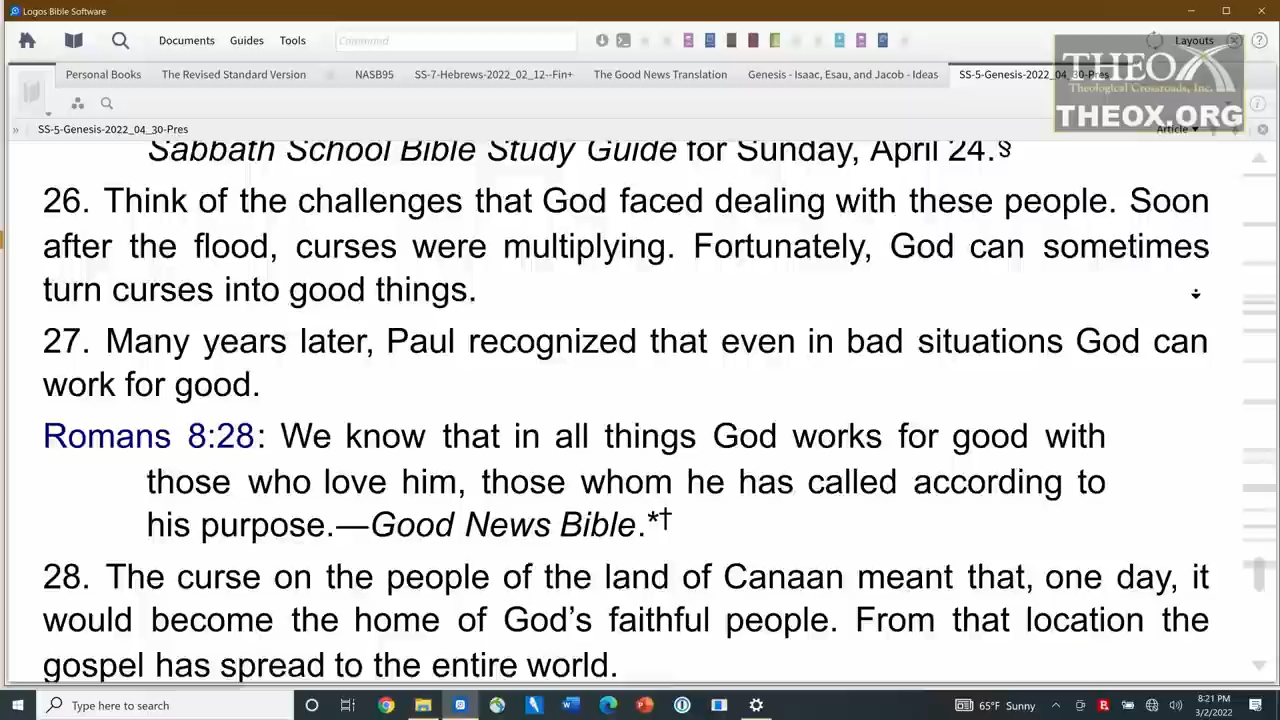 Logos Bible Software
Documents Guides Tools Command Layouts
THEOX
Theological Crossroads, Inc.
THEOX.ORG
Personal Books The Revised Standard Version NASB95 SS-7-Hebrews-2022_02_12--Fin+ The Good News Translation Genesis - Isaac, Esau, and Jacob - Ideas SS-5-Genesis-2022_04_30-Pres
» SS-5-Genesis-2022_04_30-Pres Article
Sabbath School Bible Study Guide for Sunday, April 24.§
26. Think of the challenges that God faced dealing with these people. Soon
after the flood, curses were multiplying. Fortunately, God can sometimes
turn curses into good things.
27. Many years later, Paul recognized that even in bad situations God can
work for good.
Romans 8:28: We know that in all things God works for good with
those who love him, those whom he has called according to
his purpose.—Good News Bible.*†
28. The curse on the people of the land of Canaan meant that, one day, it
would become the home of God’s faithful people. From that location the
gospel has spread to the entire world.
Type here to search 65°F Sunny 8:21 PM
3/2/2022